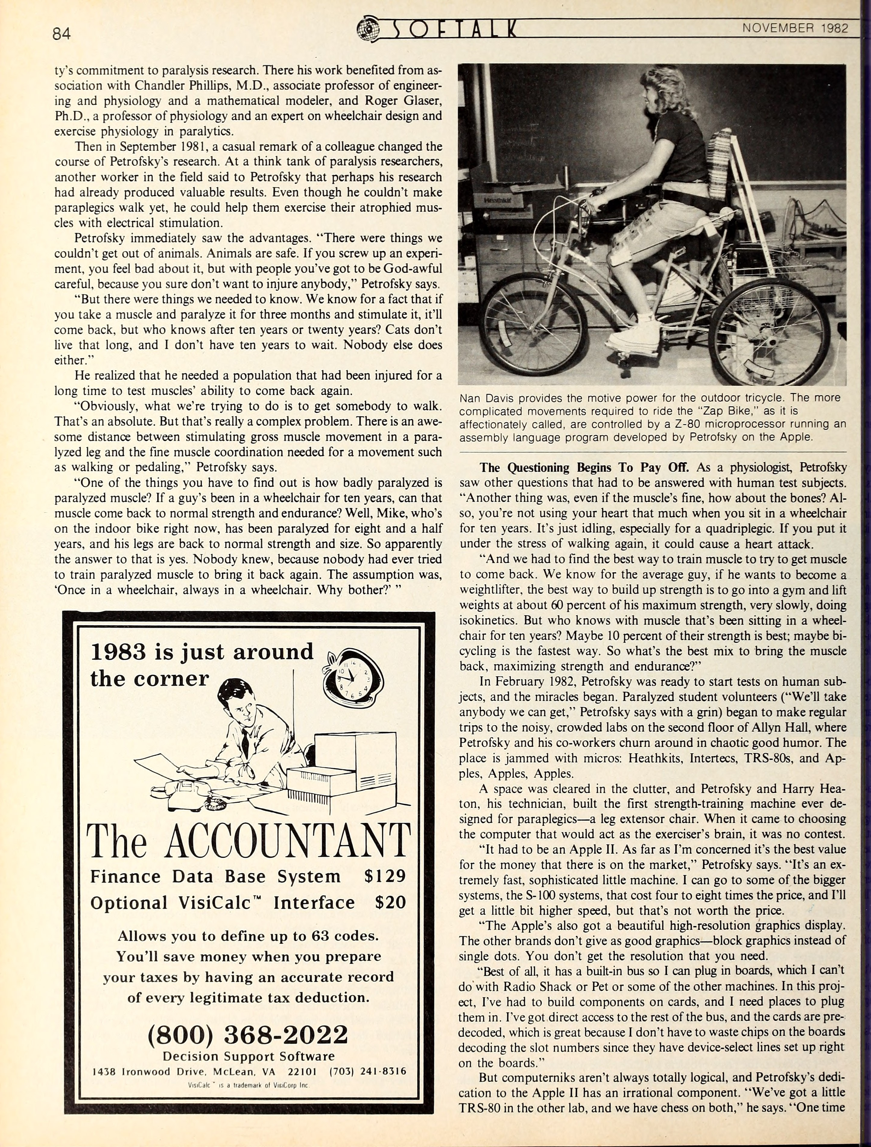 84
SOFTALK
NOVEMBER 1982
ty's commitment to paralysis research. There his work benefited from as-
sociation with Chandler Phillips, M.D., associate professor of engineer-
ing and physiology and a mathematical modeler, and Roger Glaser,
Ph.D., a professor of physiology and an expert on wheelchair design and
exercise physiology in paralytics.
Then in September 1981, a casual remark of a colleague changed the
course of Petrofsky's research. At a think tank of paralysis researchers,
another worker in the field said to Petrofsky that perhaps his research
had already produced valuable results. Even though he couldn't make
paraplegics walk yet, he could help them exercise their atrophied mus-
cles with electrical stimulation.
Petrofsky immediately saw the advantages. "There were things we
couldn't get out of animals. Animals are safe. If you screw up an experi-
ment, you feel bad about it, but with people you've got to be God-awful
careful, because you sure don't want to injure anybody," Petrofsky says.
"But there were things we needed to know. We know for a fact that if
you take a muscle and paralyze it for three months and stimulate it, it'll
come back, but who knows after ten years or twenty years? Cats don't
live that long, and I don't have ten years to wait. Nobody else does
either."
He realized that he needed a population that had been injured for a
long time to test muscles' ability to come back again.
"Obviously, what we're trying to do is to get somebody to walk.
That's an absolute. But that's really a complex problem. There is an awe-
some distance between stimulating gross muscle movement in a para-
lyzed leg and the fine muscle coordination needed for a movement such
as walking or pedaling," Petrofsky says.
"One of the things you have to find out is how badly paralyzed is
paralyzed muscle? If a guy's been in a wheelchair for ten years, can that
muscle come back to normal strength and endurance? Well, Mike, who's
on the indoor bike right now, has been paralyzed for eight and a half
years, and his legs are back to normal strength and size. So apparently
the answer to that is yes. Nobody knew, because nobody had ever tried
to train paralyzed muscle to bring it back again. The assumption was,
'Once in a wheelchair, always in a wheelchair. Why bother?' "
1983 is just around
the corner
The ACCOUNTANT
Finance Data Base System $129
Optional VisiCalc™ Interface $20
Allows you to define up to 63 codes.
You'll save money when you prepare
your taxes by having an accurate record
of every legitimate tax deduction.
(800) 368-2022
Decision Support Software
1438 Ironwood Drive, McLean, VA 22101 (703) 241-8316
VisiCalc™ is a trademark of VisiCorp Inc.
Nan Davis provides the motive power for the outdoor tricycle. The more
complicated movements required to ride the "Zap Bike," as it is
affectionately called, are controlled by a Z-80 microprocessor running an
assembly language program developed by Petrofsky on the Apple.
The Questioning Begins To Pay Off. As a physiologist, Petrofsky
saw other questions that had to be answered with human test subjects.
"Another thing was, even if the muscle's fine, how about the bones? Al-
so, you're not using your heart that much when you sit in a wheelchair
for ten years. It's just idling, especially for a quadriplegic. If you put it
under the stress of walking again, it could cause a heart attack.
"And we had to find the best way to train muscle to try to get muscle
to come back. We know for the average guy, if he wants to become a
weightlifter, the best way to build up strength is to go into a gym and lift
weights at about 60 percent of his maximum strength, very slowly, doing
isokinetics. But who knows with muscle that's been sitting in a wheel-
chair for ten years? Maybe 10 percent of their strength is best; maybe bi-
cycling is the fastest way. So what's the best mix to bring the muscle
back, maximizing strength and endurance?"
In February 1982, Petrofsky was ready to start tests on human sub-
jects, and the miracles began. Paralyzed student volunteers ("We'll take
anybody we can get," Petrofsky says with a grin) began to make regular
trips to the noisy, crowded labs on the second floor of Allyn Hall, where
Petrofsky and his co-workers churn around in chaotic good humor. The
place is jammed with micros: Heathkits, Intertecs, TRS-80s, and Ap-
ples, Apples, Apples.
A space was cleared in the clutter, and Petrofsky and Harry Hea-
ton, his technician, built the first strength-training machine ever de-
signed for paraplegics—a leg extensor chair. When it came to choosing
the computer that would act as the exerciser's brain, it was no contest.
"It had to be an Apple II. As far as I'm concerned it's the best value
for the money that there is on the market," Petrofsky says. "It's an ex-
tremely fast, sophisticated little machine. I can go to some of the bigger
systems, the S-100 systems, that cost four to eight times the price, and I'll
get a little bit higher speed, but that's not worth the price.
"The Apple's also got a beautiful high-resolution graphics display.
The other brands don't give as good graphics—block graphics instead of
single dots. You don't get the resolution that you need.
"Best of all, it has a built-in bus so I can plug in boards, which I can't
do with Radio Shack or Pet or some of the other machines. In this proj-
ect, I've had to build components on cards, and I need places to plug
them in. I've got direct access to the rest of the bus, and the cards are pre-
decoded, which is great because I don't have to waste chips on the boards
decoding the slot numbers since they have device-select lines set up right
on the boards."
But computerniks aren't always totally logical, and Petrofsky's dedi-
cation to the Apple II has an irrational component. "We've got a little
TRS-80 in the other lab, and we have chess on both," he says. "One time